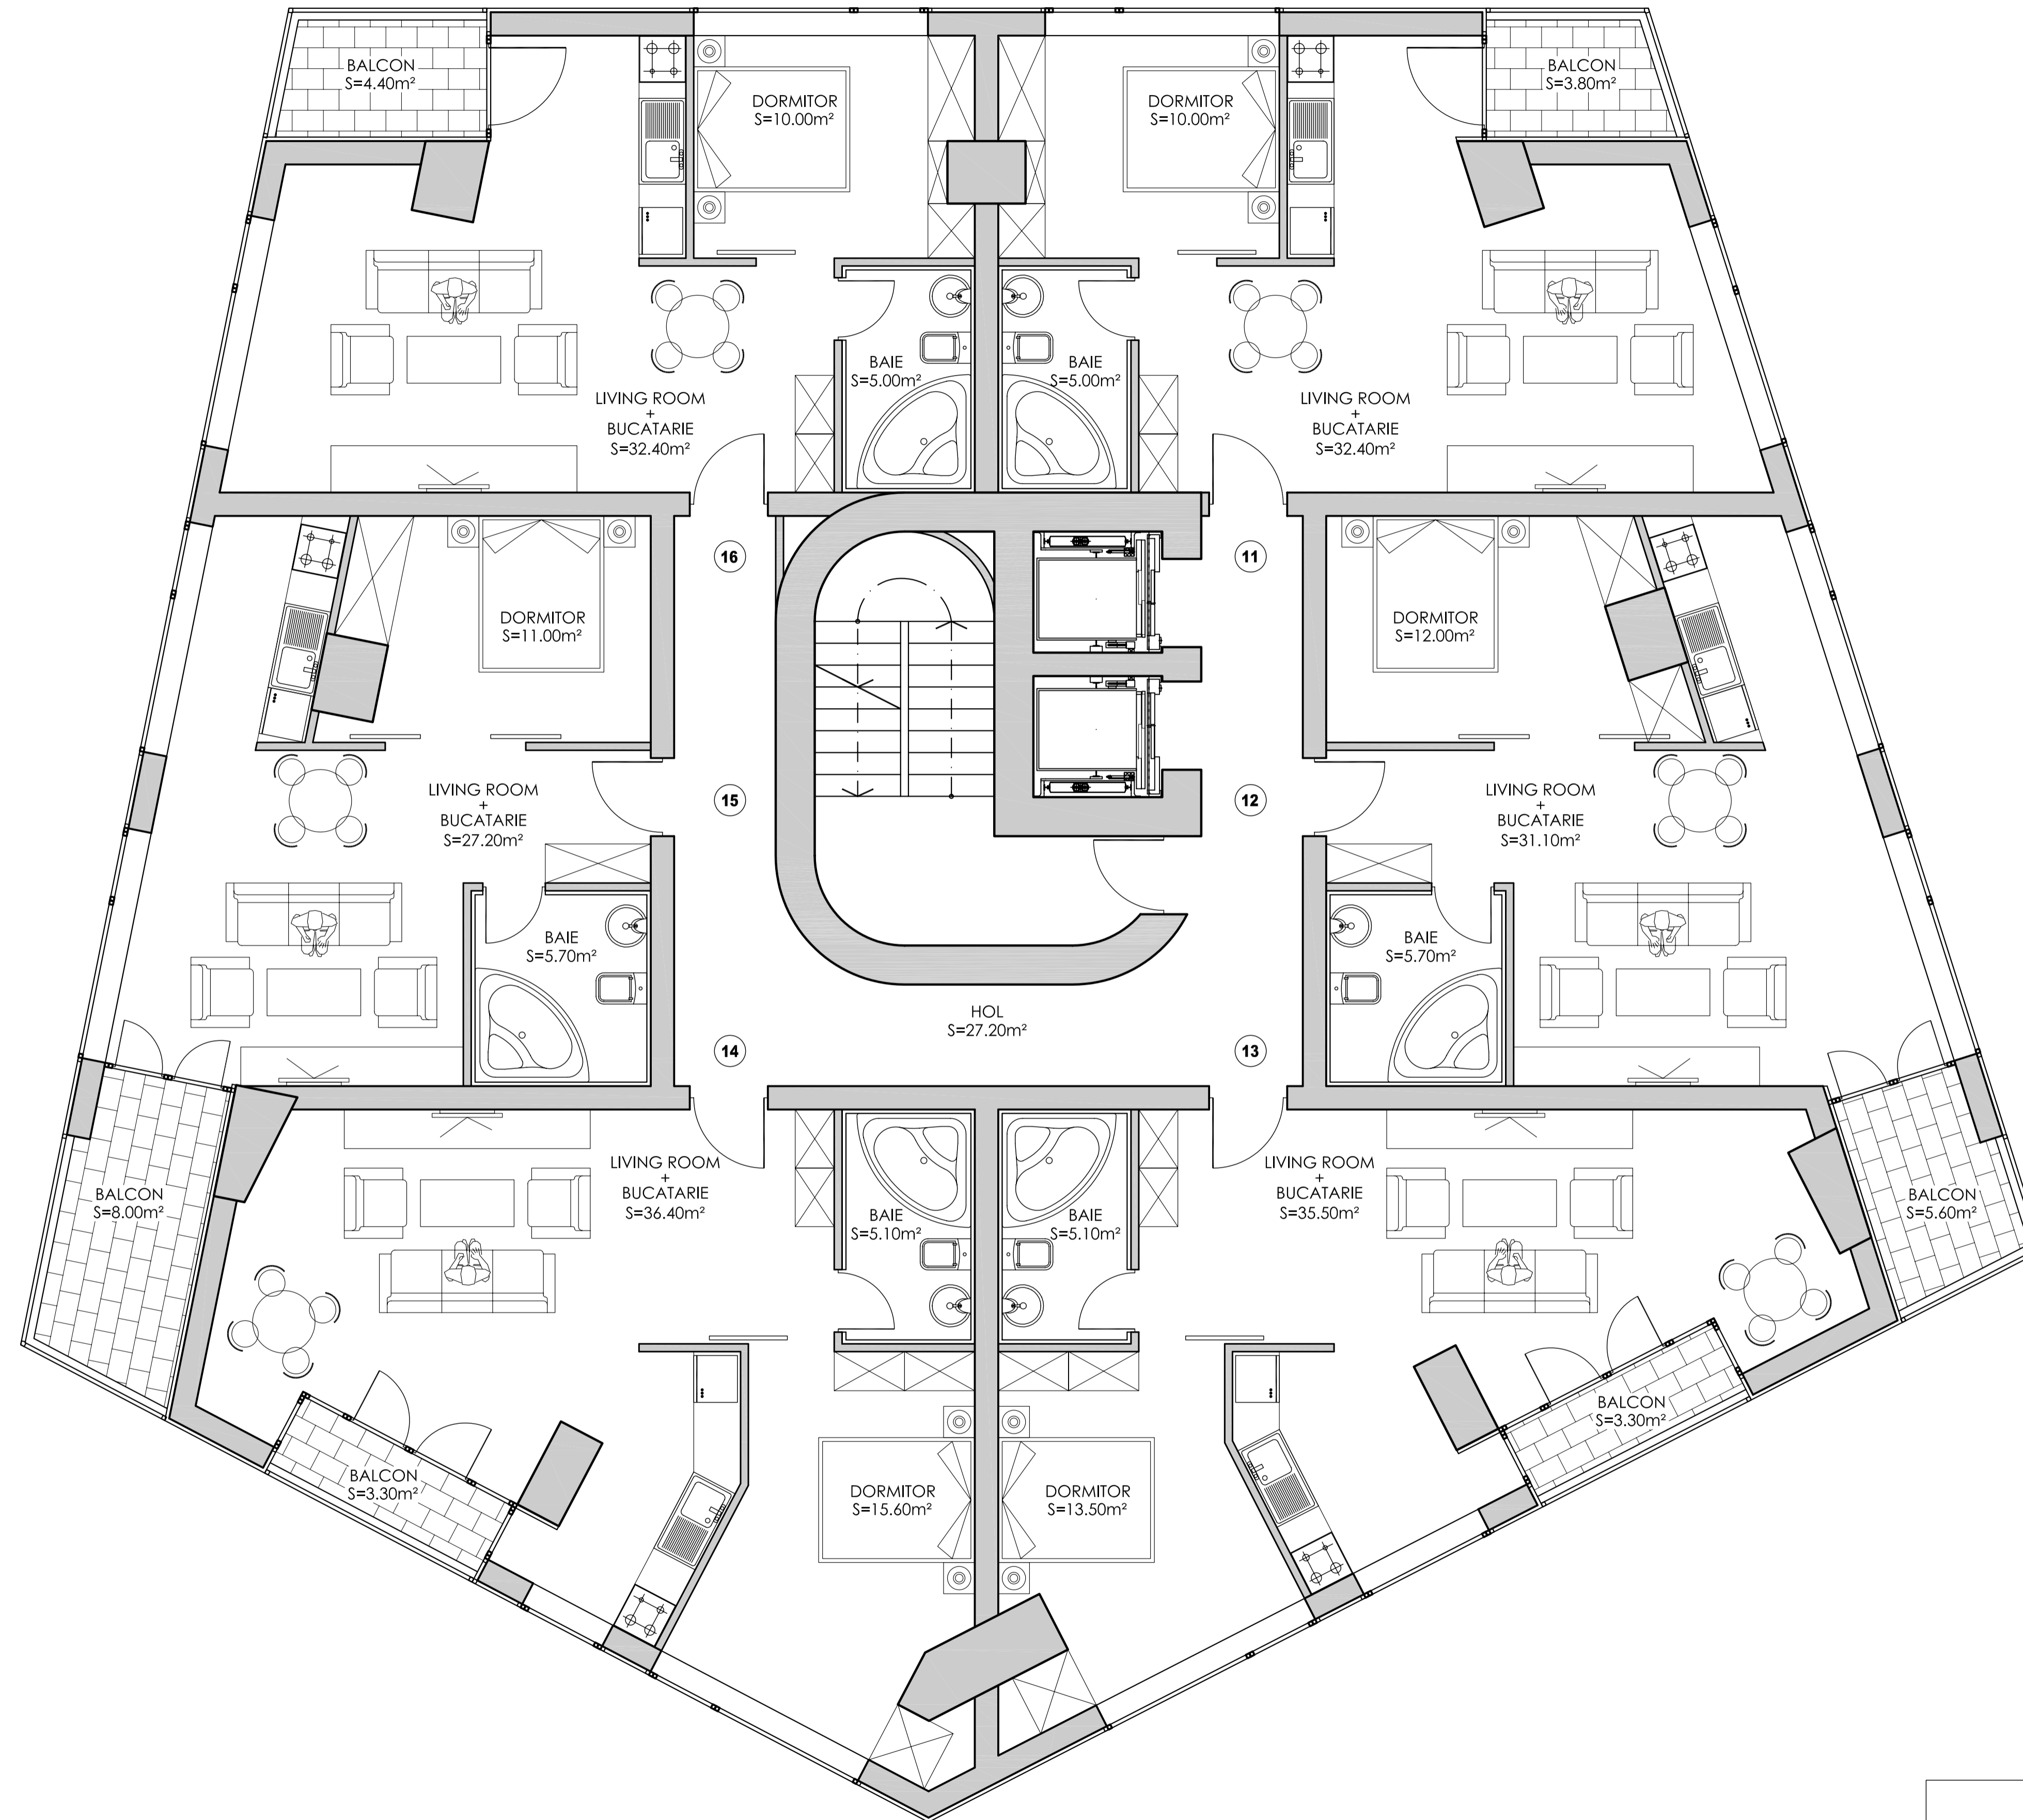 BALCON
S=4.40m²
DORMITOR
S=10.00m²
DORMITOR
S=10.00m²
BALCON
S=3.80m²
BAIE
S=5.00m²
BAIE
S=5.00m²
LIVING ROOM
+
BUCATARIE
S=32.40m²
LIVING ROOM
+
BUCATARIE
S=32.40m²
16
11
DORMITOR
S=11.00m²
DORMITOR
S=12.00m²
LIVING ROOM
+
BUCATARIE
S=27.20m²
15
12
LIVING ROOM
+
BUCATARIE
S=31.10m²
BAIE
S=5.70m²
BAIE
S=5.70m²
HOL
S=27.20m²
14
13
LIVING ROOM
+
BUCATARIE
S=36.40m²
LIVING ROOM
+
BUCATARIE
S=35.50m²
BALCON
S=8.00m²
BAIE
S=5.10m²
BAIE
S=5.10m²
BALCON
S=5.60m²
BALCON
S=3.30m²
BALCON
S=3.30m²
DORMITOR
S=15.60m²
DORMITOR
S=13.50m²